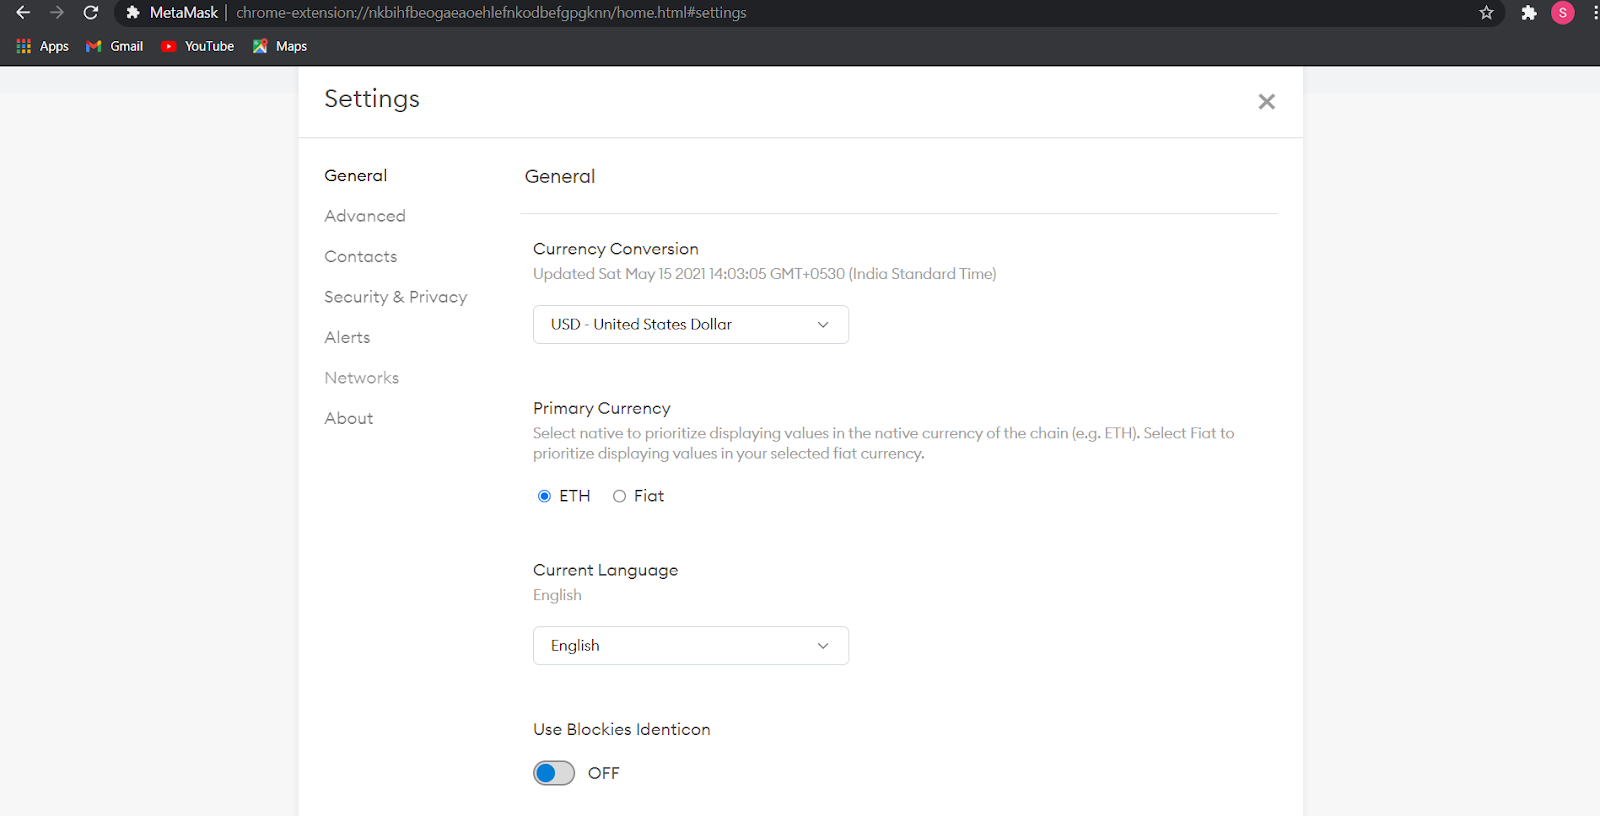 MetaMask | chrome-extension://nkbihfbeogaeaoehlefnkodbefgpgknn/home.html#settings
S
Apps Gmail YouTube Maps
Settings
General
Advanced
Contacts
Security & Privacy
Alerts
Networks
About
General
Currency Conversion
Updated Sat May 15 2021 14:03:05 GMT+0530 (India Standard Time)
USD - United States Dollar
Primary Currency
Select native to prioritize displaying values in the native currency of the chain (e.g. ETH). Select Fiat to
prioritize displaying values in your selected fiat currency.
ETH Fiat
Current Language
English
English
Use Blockies Identicon
OFF